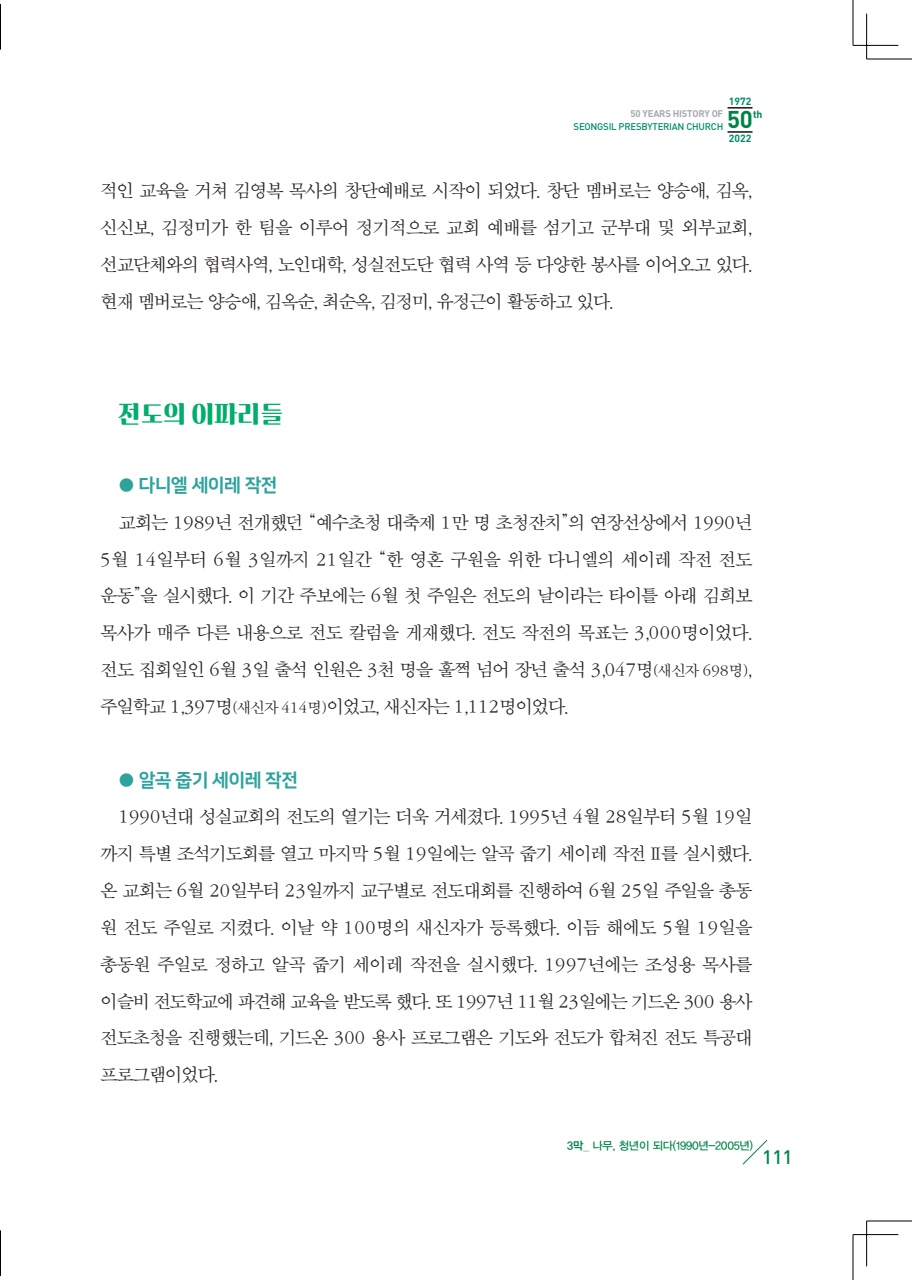 1972
50 YEARS HISTORY OF
SEONGSIL PRESBYTERIAN CHURCH
50th
2022
적인 교육을 거쳐 김영복 목사의 창단예배로 시작이 되었다. 창단 멤버로는 양승애, 김옥,
신신보, 김정미가 한 팀을 이루어 정기적으로 교회 예배를 섬기고 군부대 및 외부교회,
선교단체와의 협력사역, 노인대학, 성실전도단 협력 사역 등 다양한 봉사를 이어오고 있다.
현재 멤버로는 양승애, 김옥순, 최순옥, 김정미, 유정근이 활동하고 있다.
전도의 이파리들
● 다니엘 세이레 작전
교회는 1989년 전개했던 “예수초청 대축제 1만 명 초청잔치”의 연장선상에서 1990년
5월 14일부터 6월 3일까지 21일간 “한 영혼 구원을 위한 다니엘의 세이레 작전 전도
운동”을 실시했다. 이 기간 주보에는 6월 첫 주일은 전도의 날이라는 타이틀 아래 김희보
목사가 매주 다른 내용으로 전도 칼럼을 게재했다. 전도 작전의 목표는 3,000명이었다.
전도 집회일인 6월 3일 출석 인원은 3천 명을 훌쩍 넘어 장년 출석 3,047명(새신자 698명),
주일학교 1,397명(새신자 414명)이었고, 새신자는 1,112명이었다.
● 알곡 줍기 세이레 작전
1990년대 성실교회의 전도의 열기는 더욱 거세졌다. 1995년 4월 28일부터 5월 19일
까지 특별 조석기도회를 열고 마지막 5월 19일에는 알곡 줍기 세이레 작전 Ⅱ를 실시했다.
온 교회는 6월 20일부터 23일까지 교구별로 전도대회를 진행하여 6월 25일 주일을 총동
원 전도 주일로 지켰다. 이날 약 100명의 새신자가 등록했다. 이듬 해에도 5월 19일을
총동원 주일로 정하고 알곡 줍기 세이레 작전을 실시했다. 1997년에는 조성용 목사를
이슬비 전도학교에 파견해 교육을 받도록 했다. 또 1997년 11월 23일에는 기드온 300 용사
전도초청을 진행했는데, 기드온 300 용사 프로그램은 기도와 전도가 합쳐진 전도 특공대
프로그램이었다.
3막_ 나무, 청년이 되다(1990년–2005년)
111